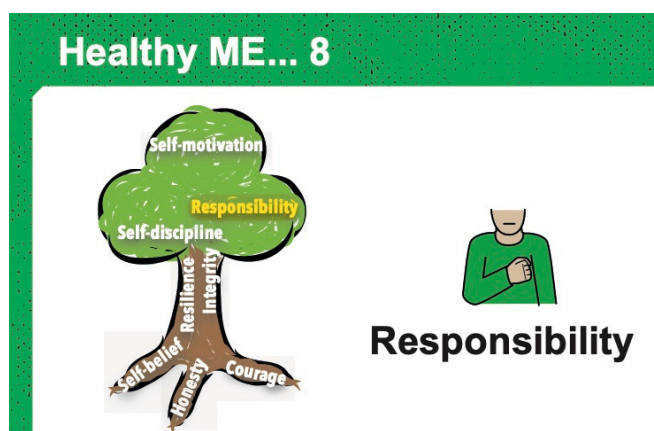 Healthy ME... 8
Self-motivation
Responsibility
Self-discipline
Resilience
Integrity
Self-belief
Honesty
Courage
Responsibility